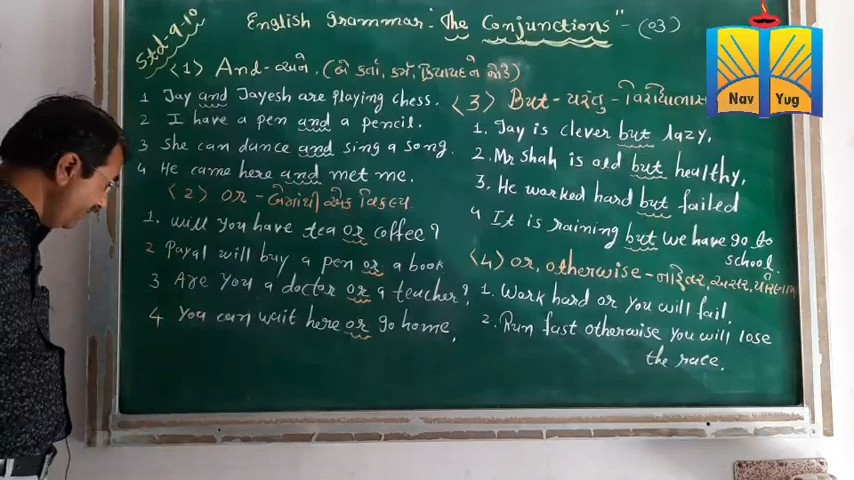 English Grammar: "The Conjunctions" - (03)
Std-9-10
Nav Yug
(1) And - અને. (બે કર્તા, કર્મ, ક્રિયાપદને જોડે)
1 Jay and Jayesh are playing chess.
2 I have a pen and a pencil.
3 She can dance and sing a song.
4 He came here and met me.
(2) OR - બેમાંથી એક વિકલ્પ
1. Will you have tea or coffee?
2 Payal will buy a pen or a book
3 Are you a doctor or a teacher?
4 You can wait here or go home.
(3) But - પરંતુ - વિરોધાભાસ
1. Jay is clever but lazy.
2. Mr Shah is old but healthy.
3. He worked hard but failed
4 It is raining but we have go to
school.
(4) or, otherwise - નહિંતર,
1. Work hard or you will fail.
2. Run fast otherwise you will lose
the race.